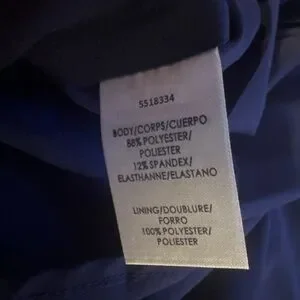 5518334
BODY/CORPS/CUERPO
88% POLYESTER/
POLIESTER
12% SPANDEX/
ELASTHANNE/ELASTANO
LINING/DOUBLURE/
FORRO
100% POLYESTER/
POLIESTER